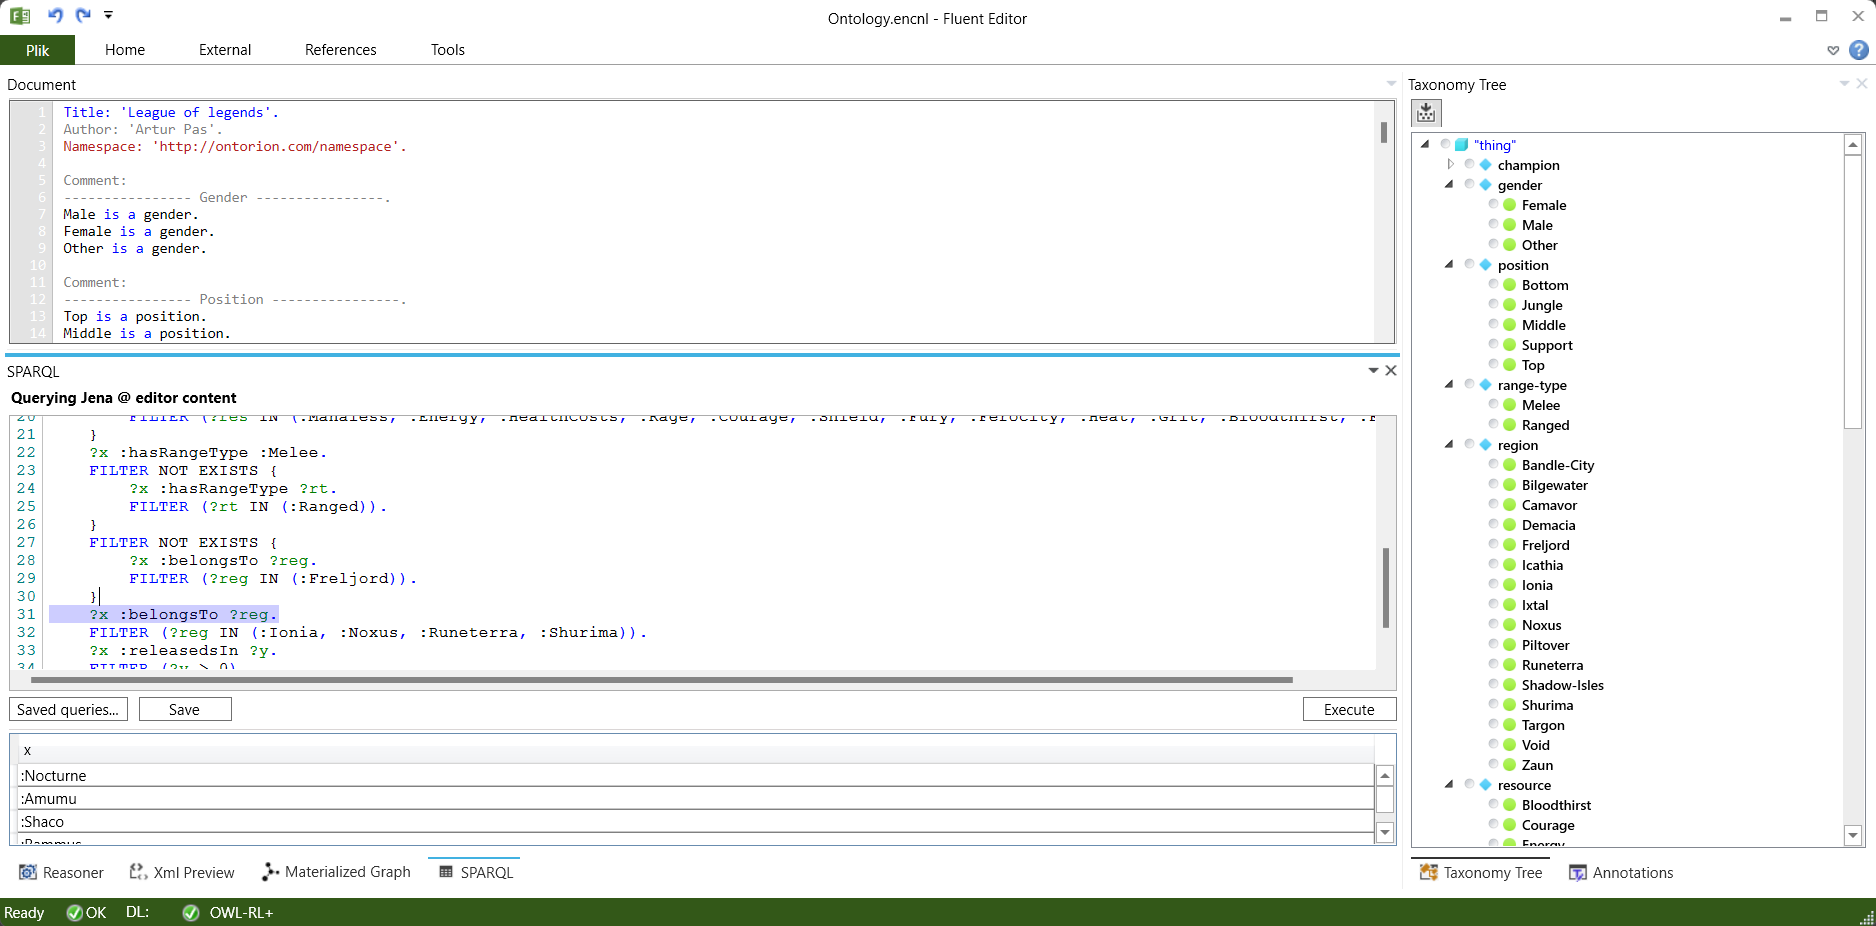 Ontology.encnl - Fluent Editor
Plik Home External References Tools
Document
1 Title: 'League of legends'.
2 Author: 'Artur Pas'.
3 Namespace: 'http://ontorion.com/namespace'.
4
5 Comment:
6 ---------------- Gender ----------------.
7 Male is a gender.
8 Female is a gender.
9 Other is a gender.
10
11 Comment:
12 ---------------- Position ----------------.
13 Top is a position.
14 Middle is a position.
SPARQL
Querying Jena @ editor content
20 FILTER (?res IN (:Manaless, :Energy, :HealthCosts, :Rage, :Courage, :Shield, :Fury, :Ferocity, :Heat, :Grit, :Bloodthirst,
21 }
22 ?x :hasRangeType :Melee.
23 FILTER NOT EXISTS {
24 ?x :hasRangeType ?rt.
25 FILTER (?rt IN (:Ranged)).
26 }
27 FILTER NOT EXISTS {
28 ?x :belongsTo ?reg.
29 FILTER (?reg IN (:Freljord)).
30 }
31 ?x :belongsTo ?reg.
32 FILTER (?reg IN (:Ionia, :Noxus, :Runeterra, :Shurima)).
33 ?x :releasedsIn ?y.
34 FILTER (?y > 0)
Saved queries... Save Execute
x
:Nocturne
:Amumu
:Shaco
:Rammus
Reasoner Xml Preview Materialized Graph SPARQL
Taxonomy Tree
"thing"
champion
gender
Female
Male
Other
position
Bottom
Jungle
Middle
Support
Top
range-type
Melee
Ranged
region
Bandle-City
Bilgewater
Camavor
Demacia
Freljord
Icathia
Ionia
Ixtal
Noxus
Piltover
Runeterra
Shadow-Isles
Shurima
Targon
Void
Zaun
resource
Bloodthirst
Courage
Energy
Taxonomy Tree Annotations
Ready OK DL: OWL-RL+